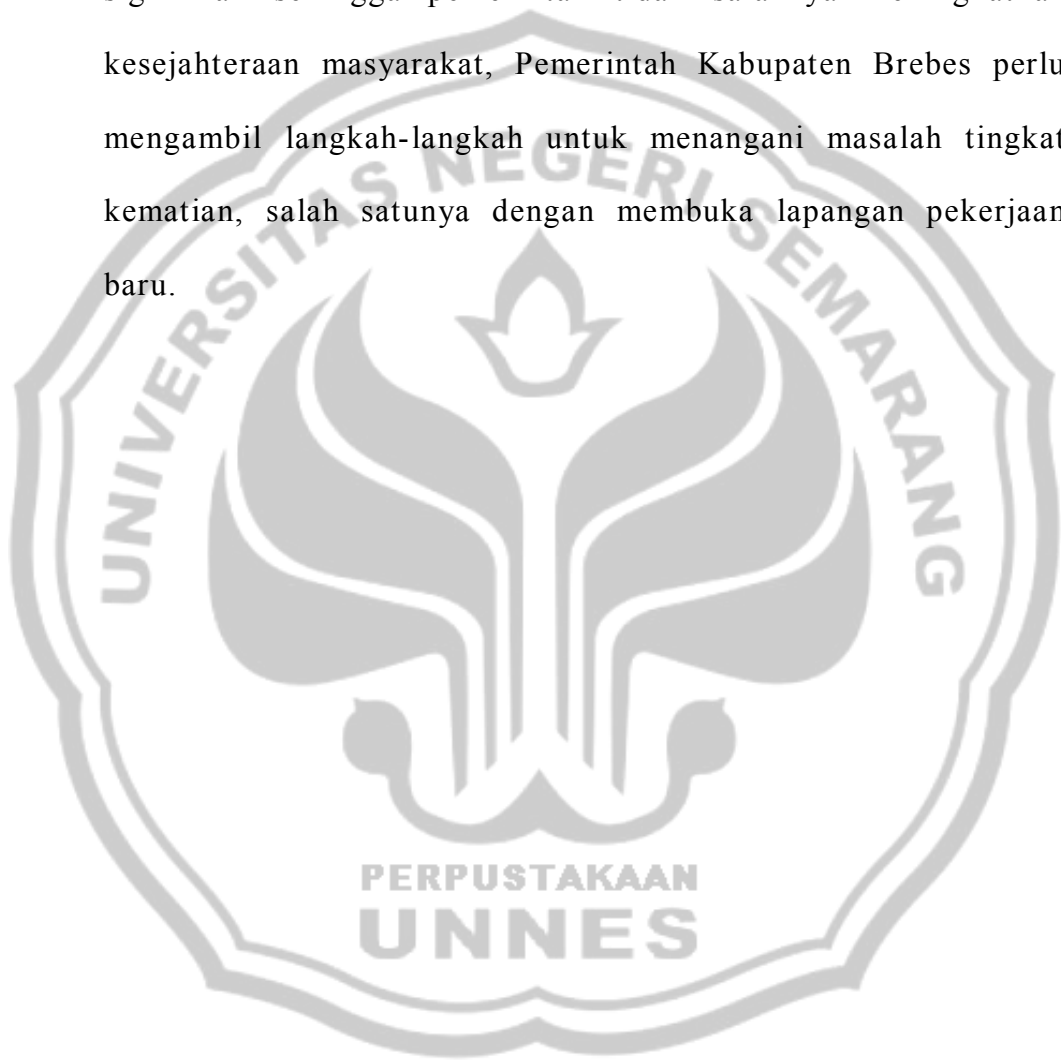 kesejahteraan masyarakat, Pemerintah Kabupaten Brebes perlu
mengambil langkah-langkah untuk menangani masalah tingkat
kematian, salah satunya dengan membuka lapangan pekerjaan
baru.
UNIVERSITAS NEGERI SEMARANG
PERPUSTAKAAN
UNNES